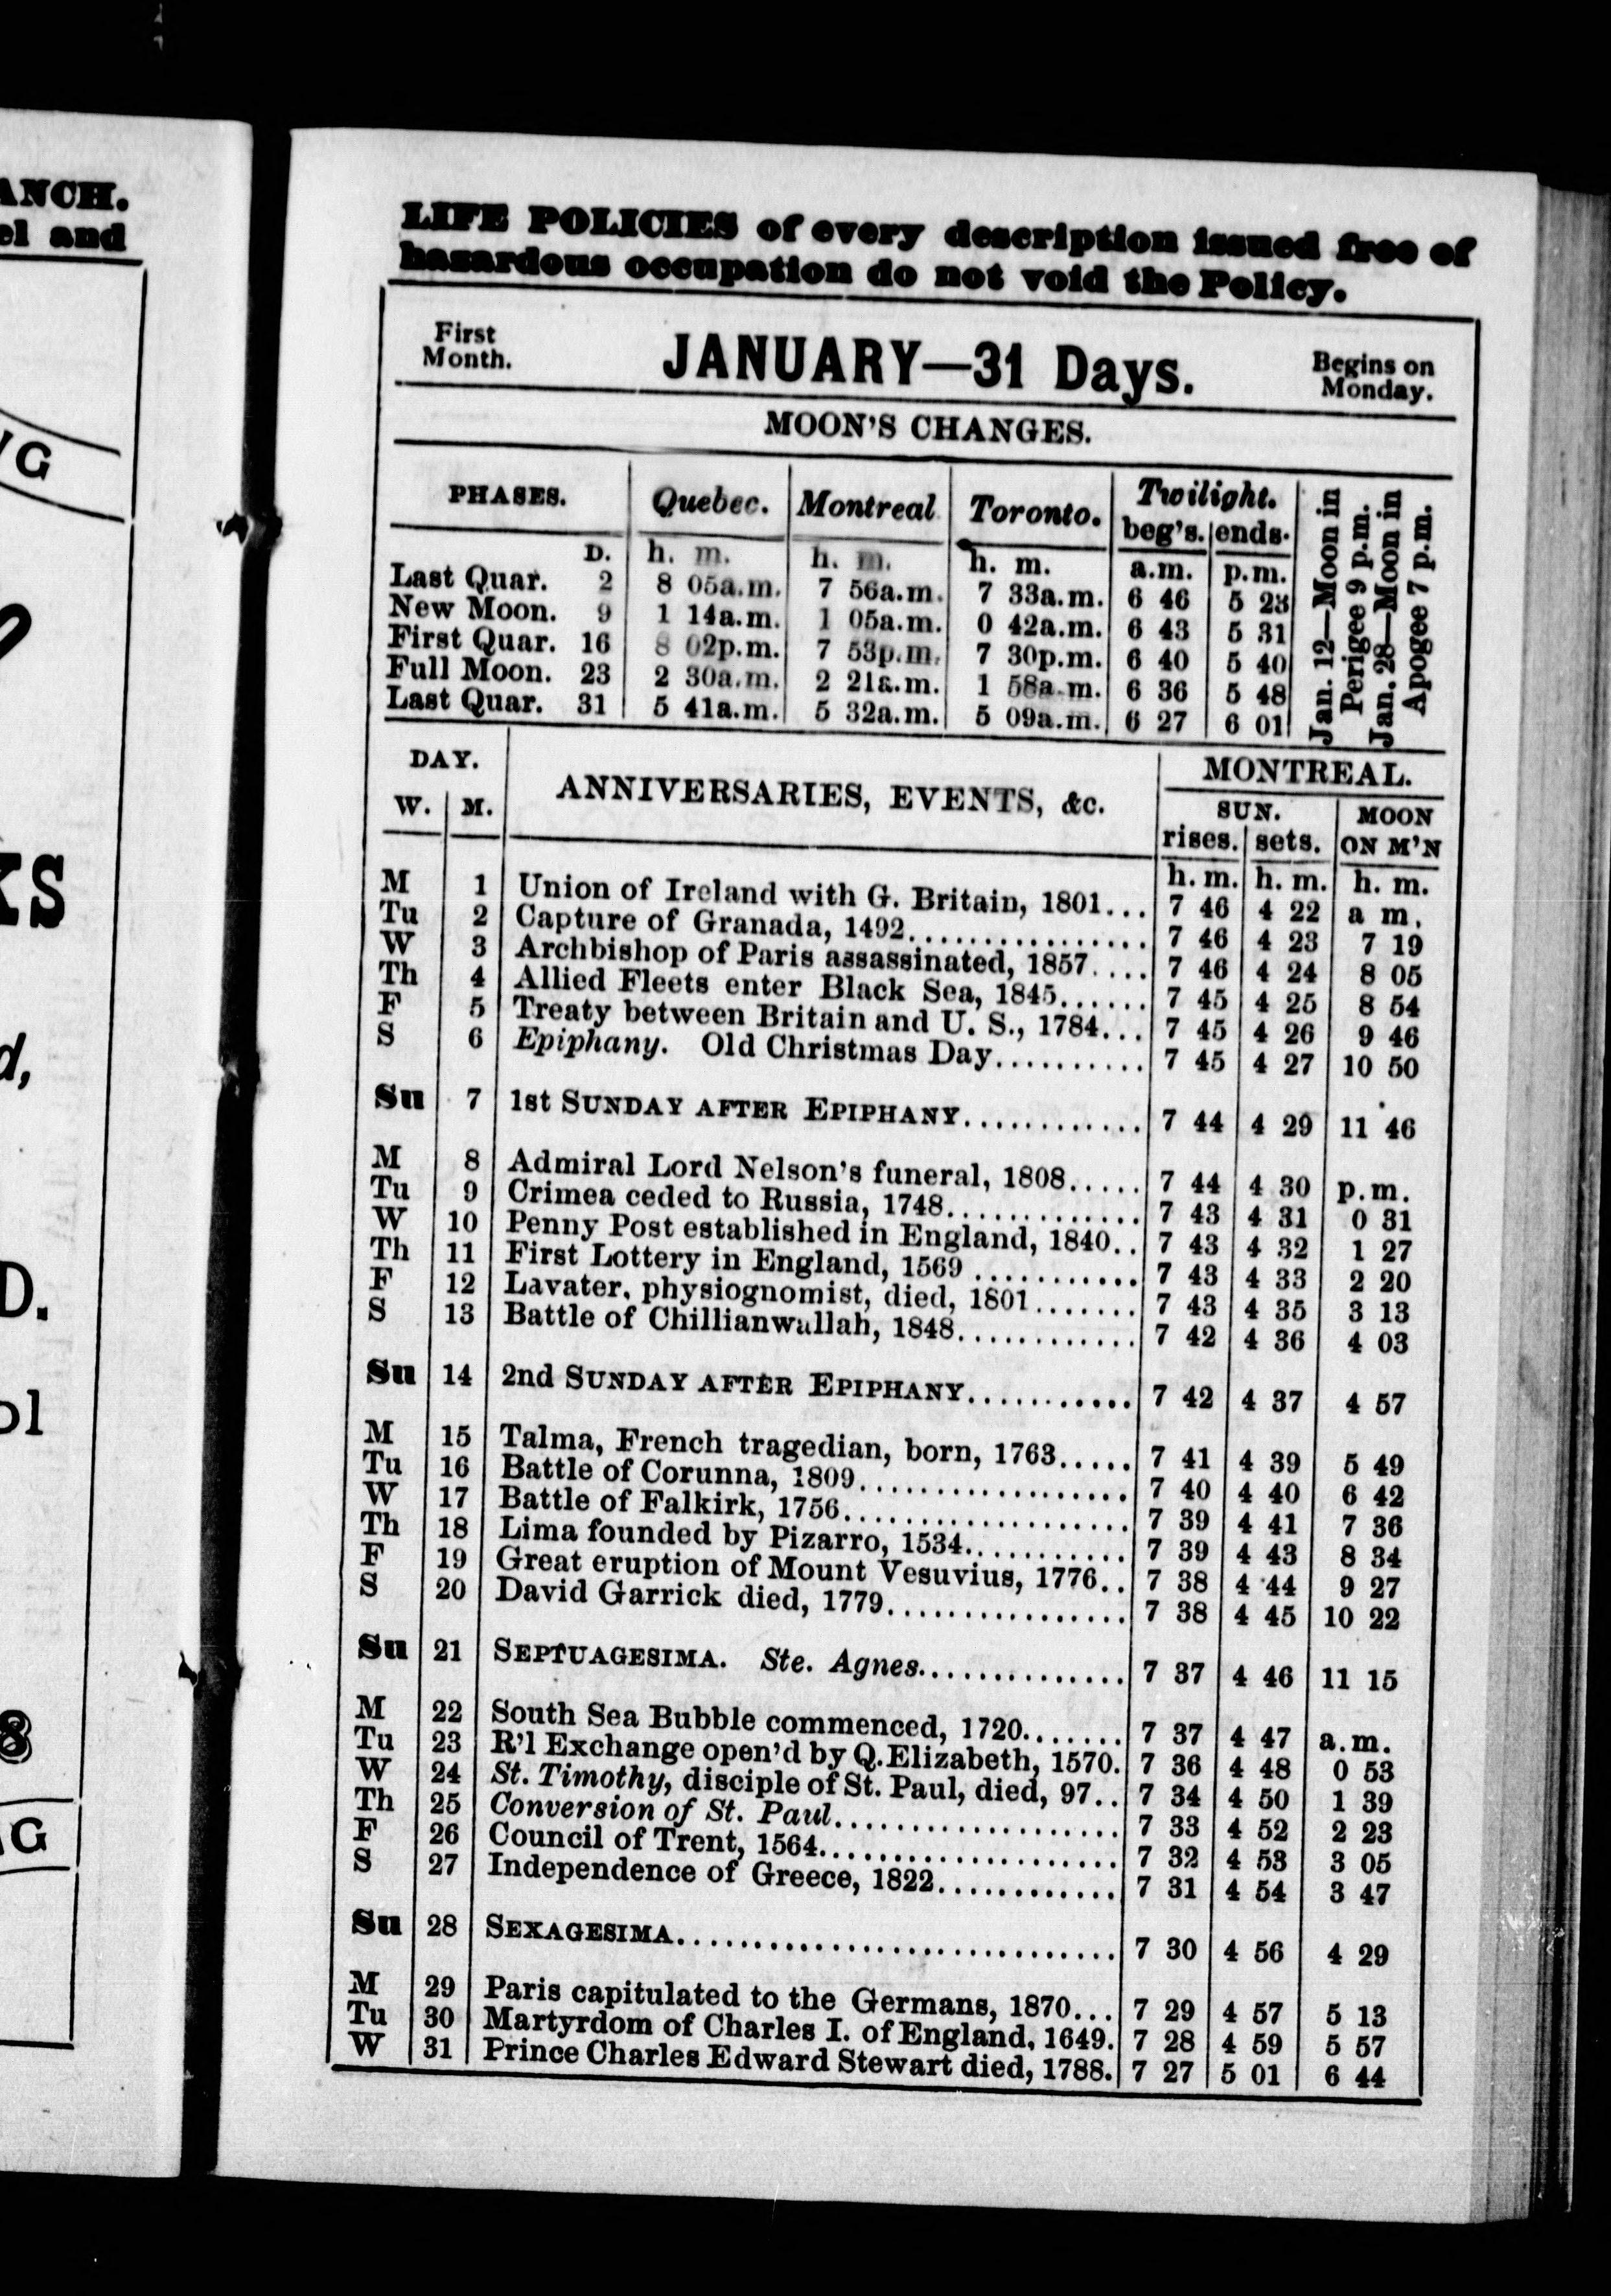 ANCH.
el and
NG
KS
d,
D.
ol
8
NG
LIFE POLICIES of every description issued free of
hazardous occupation do not void the Policy.
First
Month.
JANUARY—31 Days.
Begins on
Monday.
MOON'S CHANGES.
PHASES. Quebec. Montreal Toronto. Twilight.
beg's. ends.
D. h. m. h. m. h. m. a.m. p.m.
Last Quar. 2 8 05a.m. 7 56a.m. 7 33a.m. 6 46 5 23
New Moon. 9 1 14a.m. 1 05a.m. 0 42a.m. 6 43 5 31
First Quar. 16 8 02p.m. 7 53p.m. 7 30p.m. 6 40 5 40
Full Moon. 23 2 30a.m. 2 21a.m. 1 58a.m. 6 36 5 48
Last Quar. 31 5 41a.m. 5 32a.m. 5 09a.m. 6 27 6 01
Jan. 12—Moon in
Perigee 9 p.m.
Jan. 28—Moon in
Apogee 7 p.m.
DAY. ANNIVERSARIES, EVENTS, &c. MONTREAL.
W. M. SUN. MOON
rises. sets. ON M'N
h. m. h. m. h. m.
M 1 Union of Ireland with G. Britain, 1801... 7 46 4 22 a m.
Tu 2 Capture of Granada, 1492................ 7 46 4 23 7 19
W 3 Archbishop of Paris assassinated, 1857.... 7 46 4 24 8 05
Th 4 Allied Fleets enter Black Sea, 1845...... 7 45 4 25 8 54
F 5 Treaty between Britain and U. S., 1784... 7 45 4 26 9 46
S 6 Epiphany. Old Christmas Day.......... 7 45 4 27 10 50
Su 7 1st SUNDAY AFTER EPIPHANY............ 7 44 4 29 11 46
M 8 Admiral Lord Nelson's funeral, 1808..... 7 44 4 30 p.m.
Tu 9 Crimea ceded to Russia, 1748............. 7 43 4 31 0 31
W 10 Penny Post established in England, 1840.. 7 43 4 32 1 27
Th 11 First Lottery in England, 1569 ........... 7 43 4 33 2 20
F 12 Lavater, physiognomist, died, 1801....... 7 43 4 35 3 13
S 13 Battle of Chillianwallah, 1848............ 7 42 4 36 4 03
Su 14 2nd SUNDAY AFTER EPIPHANY........... 7 42 4 37 4 57
M 15 Talma, French tragedian, born, 1763..... 7 41 4 39 5 49
Tu 16 Battle of Corunna, 1809.................. 7 40 4 40 6 42
W 17 Battle of Falkirk, 1756................... 7 39 4 41 7 36
Th 18 Lima founded by Pizarro, 1534........... 7 39 4 43 8 34
F 19 Great eruption of Mount Vesuvius, 1776.. 7 38 4 44 9 27
S 20 David Garrick died, 1779................ 7 38 4 45 10 22
Su 21 SEPTUAGESIMA. Ste. Agnes.............. 7 37 4 46 11 15
M 22 South Sea Bubble commenced, 1720....... 7 37 4 47 a.m.
Tu 23 R'l Exchange open'd by Q.Elizabeth, 1570. 7 36 4 48 0 53
W 24 St. Timothy, disciple of St. Paul, died, 97.. 7 34 4 50 1 39
Th 25 Conversion of St. Paul................... 7 33 4 52 2 23
F 26 Council of Trent, 1564.................... 7 32 4 53 3 05
S 27 Independence of Greece, 1822............ 7 31 4 54 3 47
Su 28 SEXAGESIMA............................. 7 30 4 56 4 29
M 29 Paris capitulated to the Germans, 1870... 7 29 4 57 5 13
Tu 30 Martyrdom of Charles I. of England, 1649. 7 28 4 59 5 57
W 31 Prince Charles Edward Stewart died, 1788. 7 27 5 01 6 44